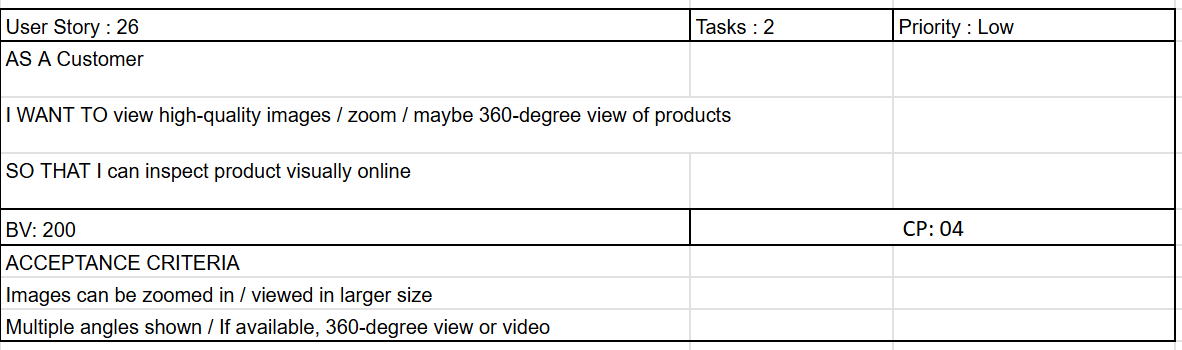 User Story : 26 Tasks : 2 Priority : Low
AS A Customer
I WANT TO view high-quality images / zoom / maybe 360-degree view of products
SO THAT I can inspect product visually online
BV: 200 CP: 04
ACCEPTANCE CRITERIA
Images can be zoomed in / viewed in larger size
Multiple angles shown / If available, 360-degree view or video